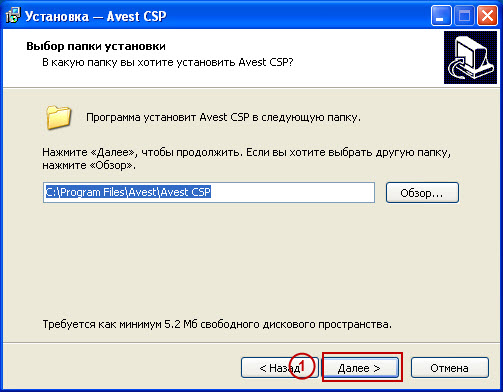 Установка — Avest CSP
Выбор папки установки
В какую папку вы хотите установить Avest CSP?
Программа установит Avest CSP в следующую папку.
Нажмите «Далее», чтобы продолжить. Если вы хотите выбрать другую папку,
нажмите «Обзор».
C:\Program Files\Avest\Avest CSP
Обзор...
Требуется как минимум 5.2 Мб свободного дискового пространства.
< Назад
1
Далее >
Отмена